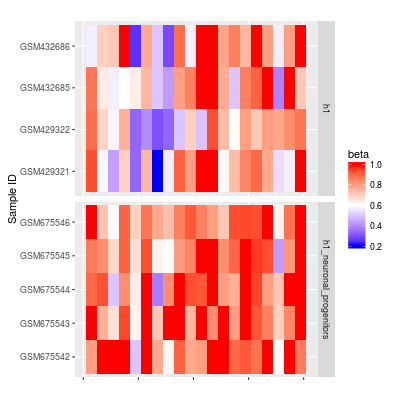 GSM432686
GSM432685
GSM429322
GSM429321
h1
GSM675546
GSM675545
GSM675544
GSM675543
GSM675542
h1_neuronal_progenitors
Sample ID
beta
1.0
0.8
0.6
0.4
0.2